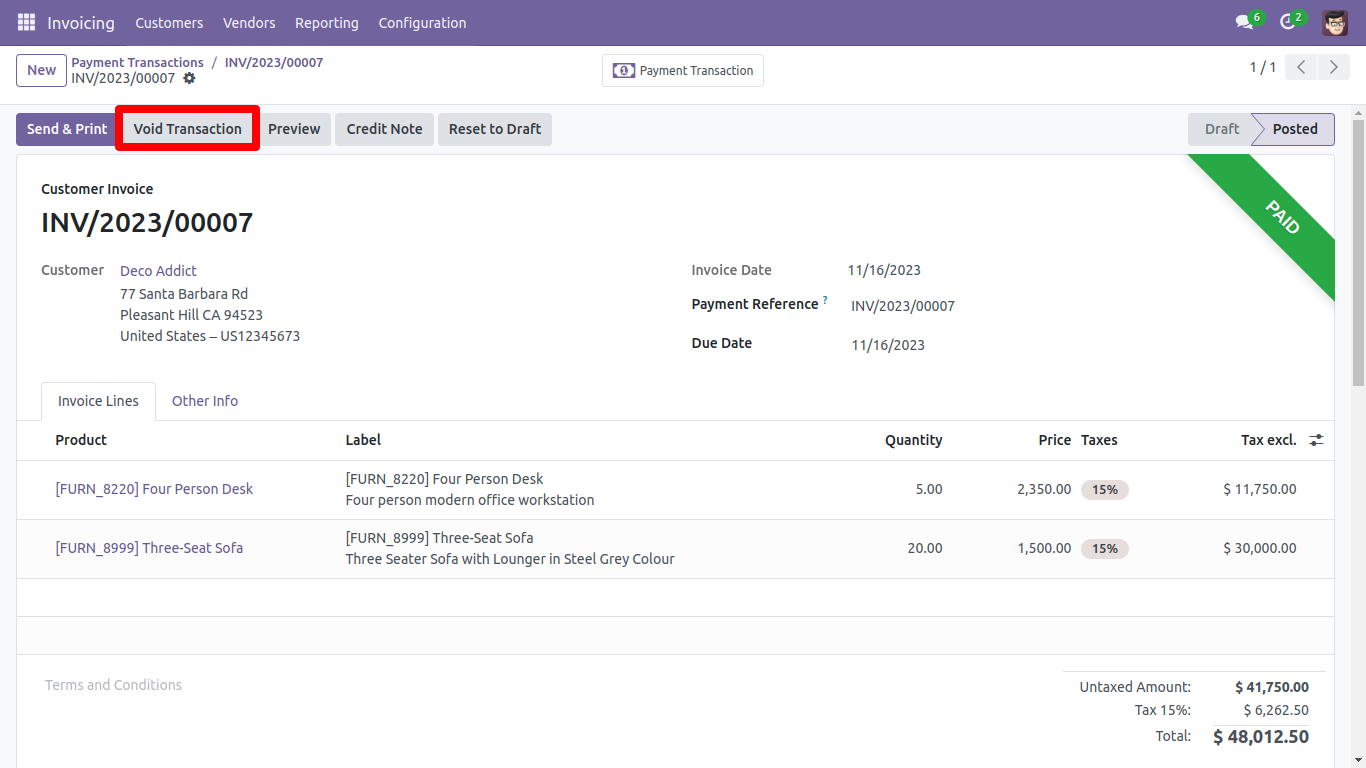 Invoicing Customers Vendors Reporting Configuration 6 2
New Payment Transactions / INV/2023/00007
INV/2023/00007
Payment Transaction
1 / 1
Send & Print Void Transaction Preview Credit Note Reset to Draft Draft Posted
PAID
Customer Invoice
INV/2023/00007
Customer Deco Addict
77 Santa Barbara Rd
Pleasant Hill CA 94523
United States – US12345673
Invoice Date 11/16/2023
Payment Reference ? INV/2023/00007
Due Date 11/16/2023
Invoice Lines Other Info
Product Label Quantity Price Taxes Tax excl.
[FURN_8220] Four Person Desk [FURN_8220] Four Person Desk 5.00 2,350.00 15% $ 11,750.00
Four person modern office workstation
[FURN_8999] Three-Seat Sofa [FURN_8999] Three-Seat Sofa 20.00 1,500.00 15% $ 30,000.00
Three Seater Sofa with Lounger in Steel Grey Colour
Terms and Conditions
Untaxed Amount: $ 41,750.00
Tax 15%: $ 6,262.50
Total: $ 48,012.50